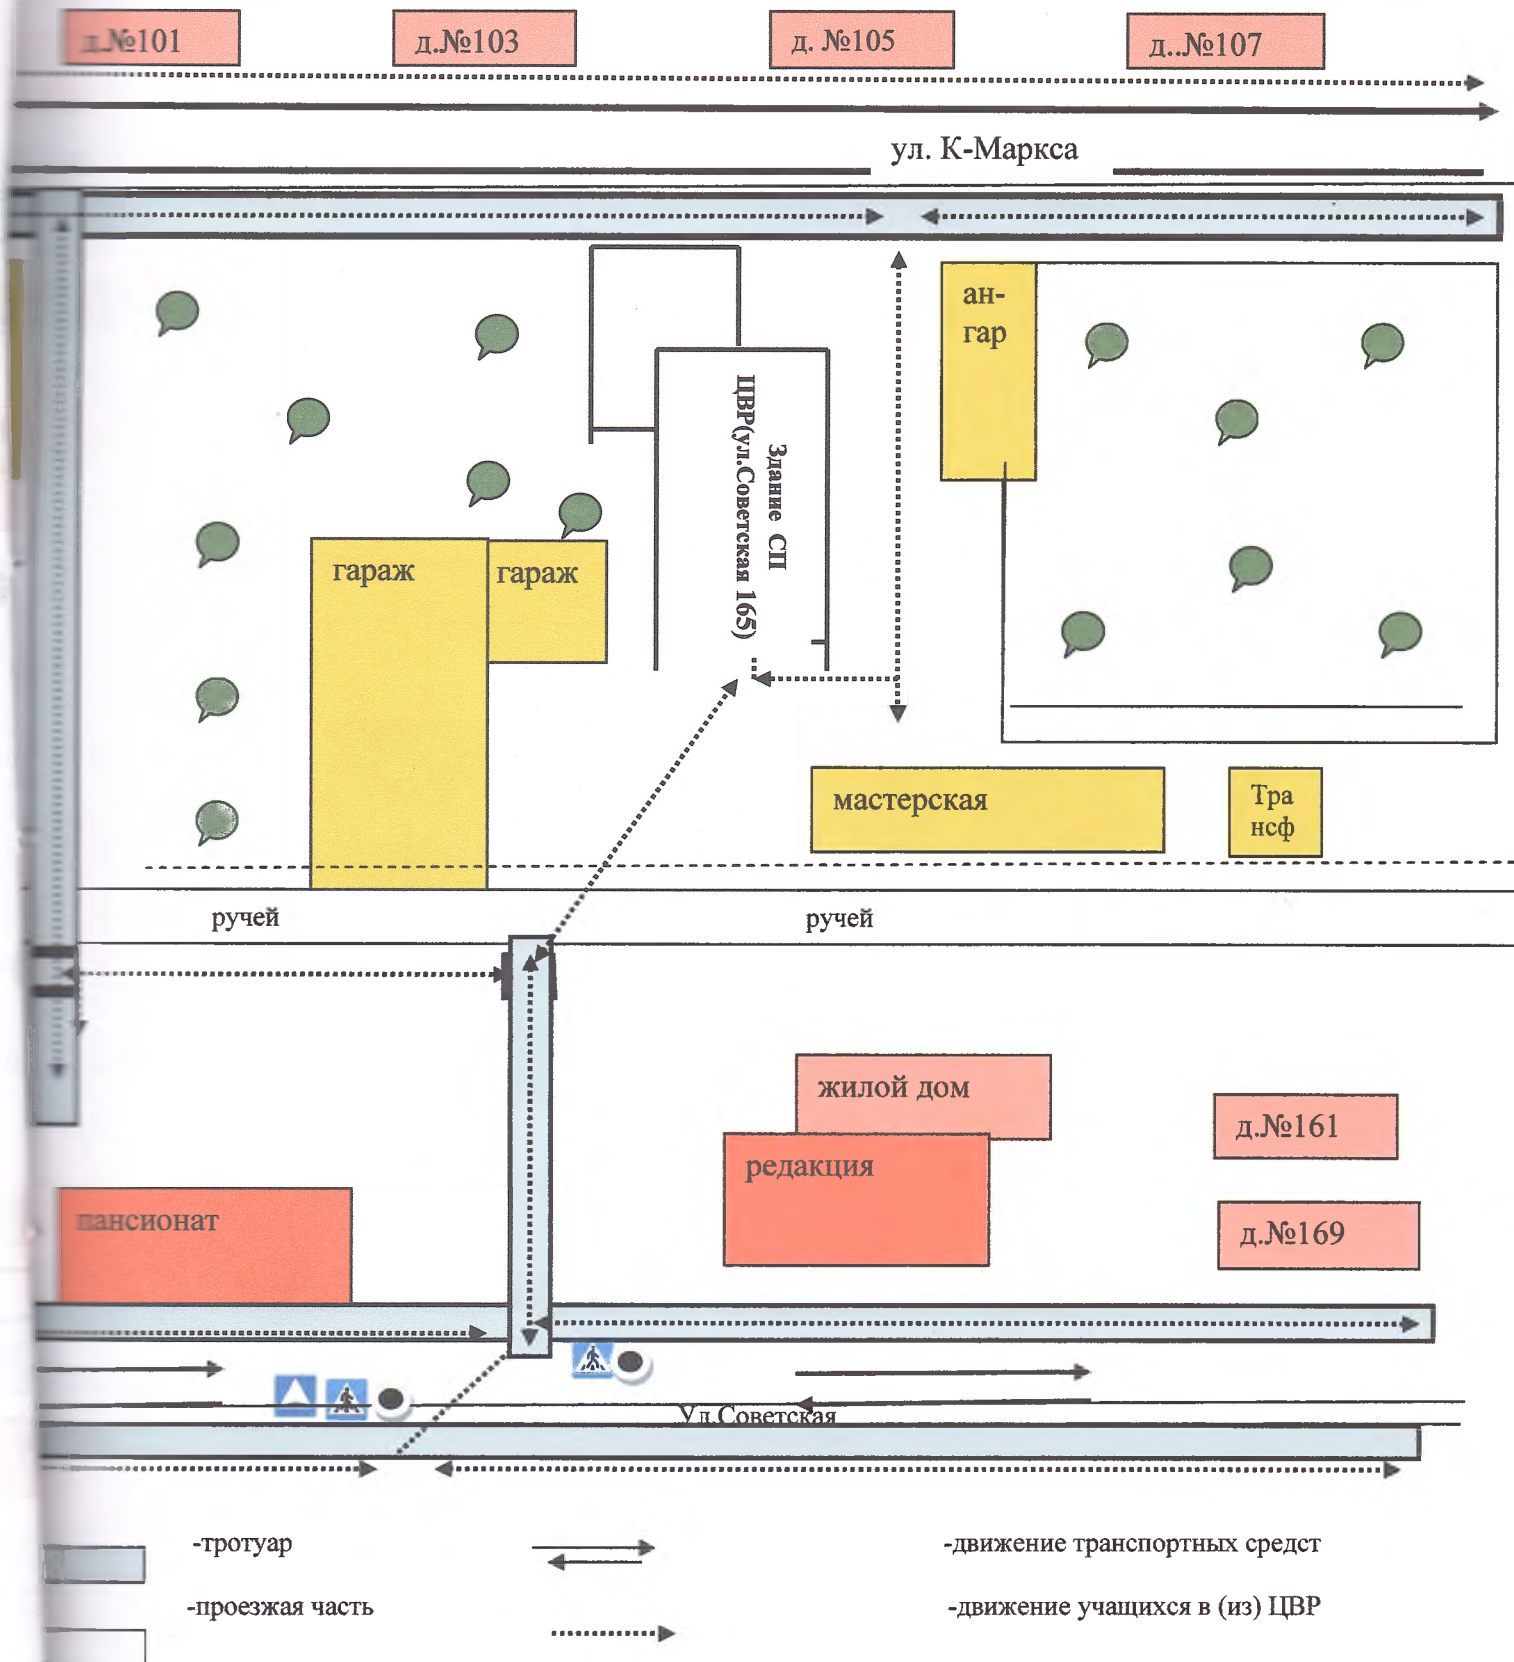 д.№101
д.№103
д. №105
д..№107
ул. К-Маркса
ан-
гар
Здание СП
ЦВР(ул.Советская 165)
гараж
гараж
мастерская
Тра
нсф
ручей
ручей
жилой дом
д.№161
редакция
пансионат
д.№169
Ул.Советская
-тротуар
-движение транспортных средст
-проезжая часть
-движение учащихся в (из) ЦВР